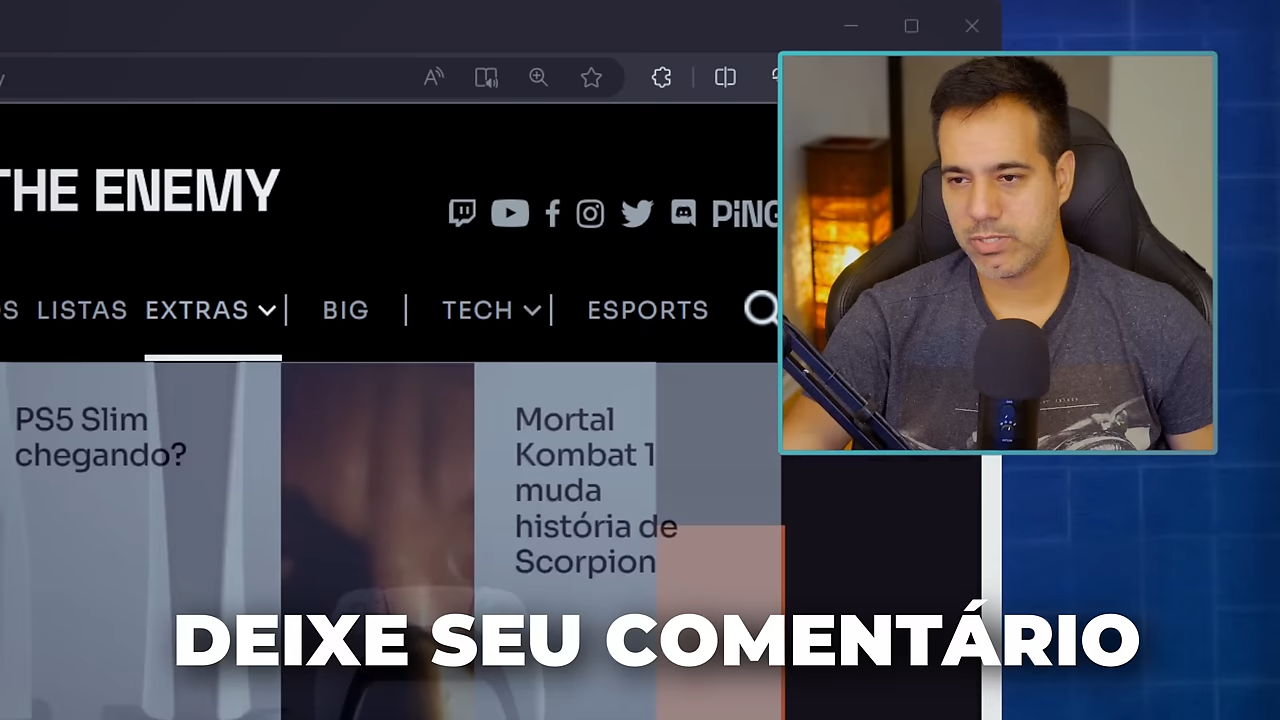 THE ENEMY
PiNG
LISTAS EXTRAS | BIG | TECH | ESPORTS
PS5 Slim
chegando?
Mortal
Kombat 1
muda
história de
Scorpion
DEIXE SEU COMENTÁRIO